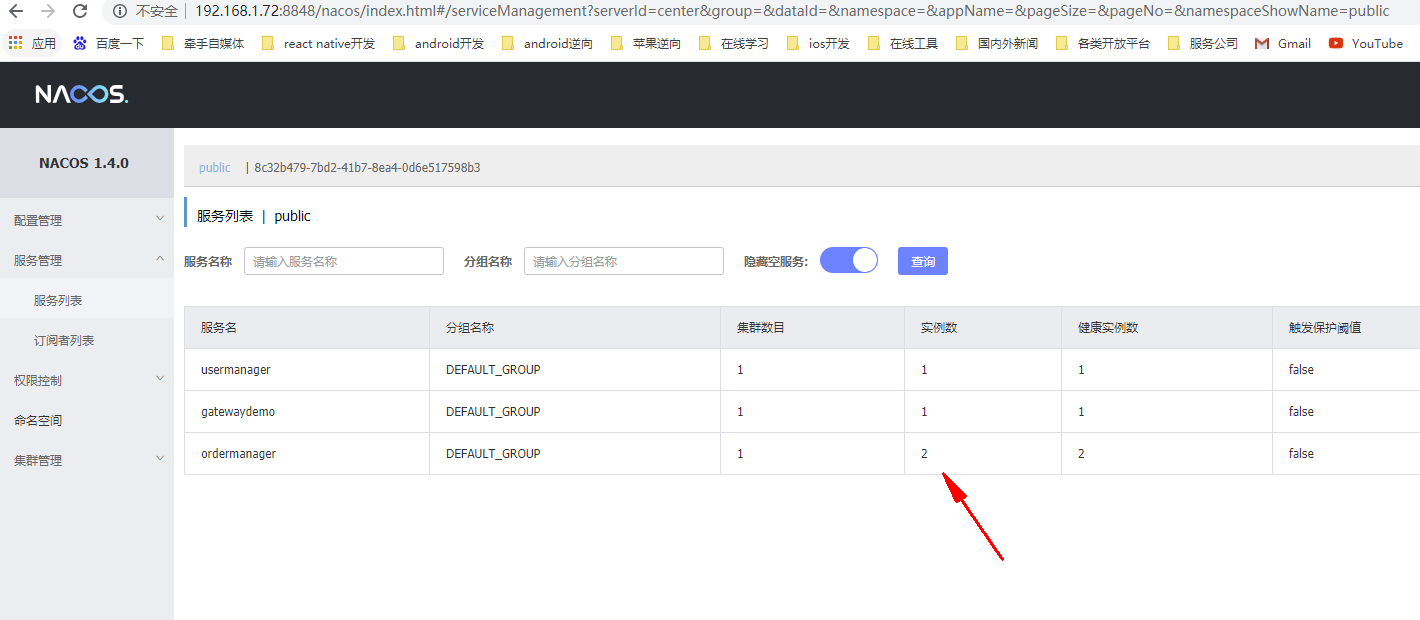 不安全 | 192.168.1.72:8848/nacos/index.html#/serviceManagement?serverId=center&group=&dataId=&namespace=&appName=&pageSize=&pageNo=&namespaceShowName=public
应用 百度一下 牵手自媒体 react native开发 android开发 android逆向 苹果逆向 在线学习 ios开发 在线工具 国内外新闻 各类开放平台 服务公司 Gmail YouTube
NACOS.
NACOS 1.4.0
配置管理
服务管理
服务列表
订阅者列表
权限控制
命名空间
集群管理
public | 8c32b479-7bd2-41b7-8ea4-0d6e517598b3
服务列表 | public
服务名称 请输入服务名称 分组名称 请输入分组名称 隐藏空服务: 查询
服务名 分组名称 集群数目 实例数 健康实例数 触发保护阈值
usermanager DEFAULT_GROUP 1 1 1 false
gatewaydemo DEFAULT_GROUP 1 1 1 false
ordermanager DEFAULT_GROUP 1 2 2 false